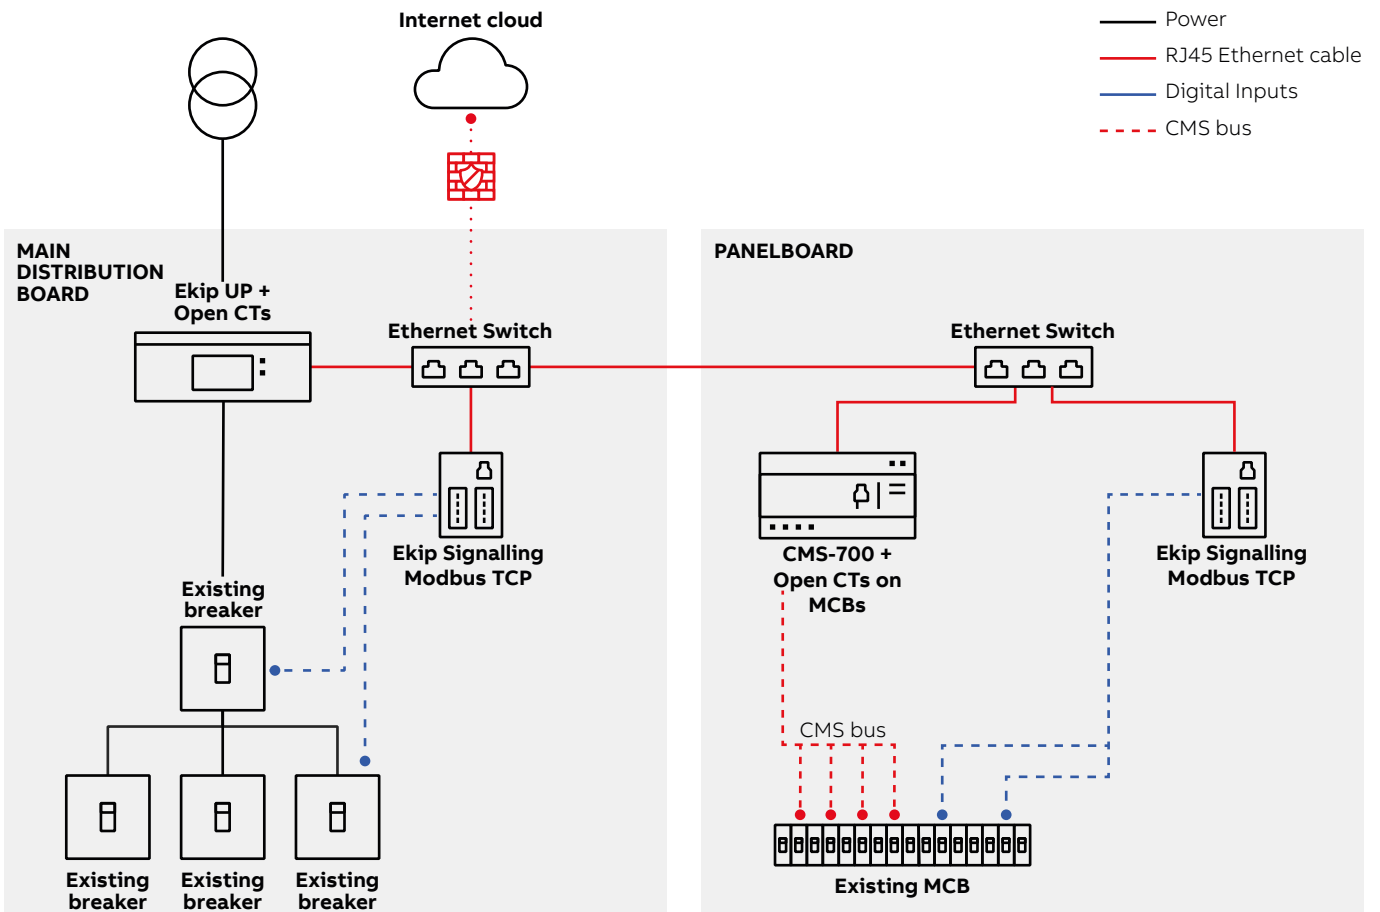 Internet cloud
Power
RJ45 Ethernet cable
Digital Inputs
CMS bus
MAIN
DISTRIBUTION
BOARD
Ekip UP +
Open CTs
Ethernet Switch
Ekip Signalling
Modbus TCP
Existing
breaker
Existing
breaker
Existing
breaker
Existing
breaker
PANELBOARD
Ethernet Switch
CMS-700 +
Open CTs on
MCBs
Ekip Signalling
Modbus TCP
CMS bus
Existing MCB